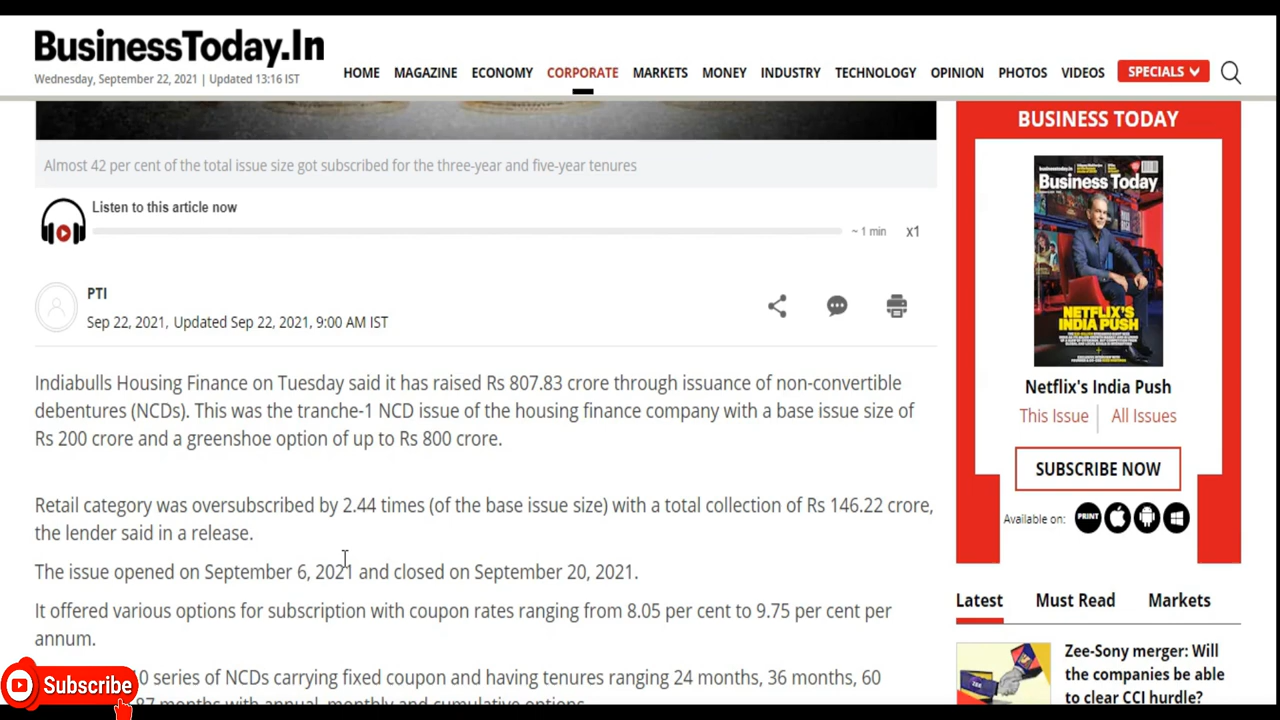 BusinessToday.In
Wednesday, September 22, 2021 | Updated 13:16 IST
HOME MAGAZINE ECONOMY CORPORATE MARKETS MONEY INDUSTRY TECHNOLOGY OPINION PHOTOS VIDEOS SPECIALS
Almost 42 per cent of the total issue size got subscribed for the three-year and five-year tenures
Listen to this article now
~ 1 min x1
PTI
Sep 22, 2021, Updated Sep 22, 2021, 9:00 AM IST
Indiabulls Housing Finance on Tuesday said it has raised Rs 807.83 crore through issuance of non-convertible
debentures (NCDs). This was the tranche-1 NCD issue of the housing finance company with a base issue size of
Rs 200 crore and a greenshoe option of up to Rs 800 crore.
Retail category was oversubscribed by 2.44 times (of the base issue size) with a total collection of Rs 146.22 crore,
the lender said in a release.
The issue opened on September 6, 2021 and closed on September 20, 2021.
It offered various options for subscription with coupon rates ranging from 8.05 per cent to 9.75 per cent per
annum.
0 series of NCDs carrying fixed coupon and having tenures ranging 24 months, 36 months, 60
87 months with annual, monthly and cumulative options.
Subscribe
BUSINESS TODAY
Business Today
NETFLIX'S
INDIA PUSH
Netflix's India Push
This Issue | All Issues
SUBSCRIBE NOW
Available on: PRINT
Latest Must Read Markets
Zee-Sony merger: Will
the companies be able
to clear CCI hurdle?